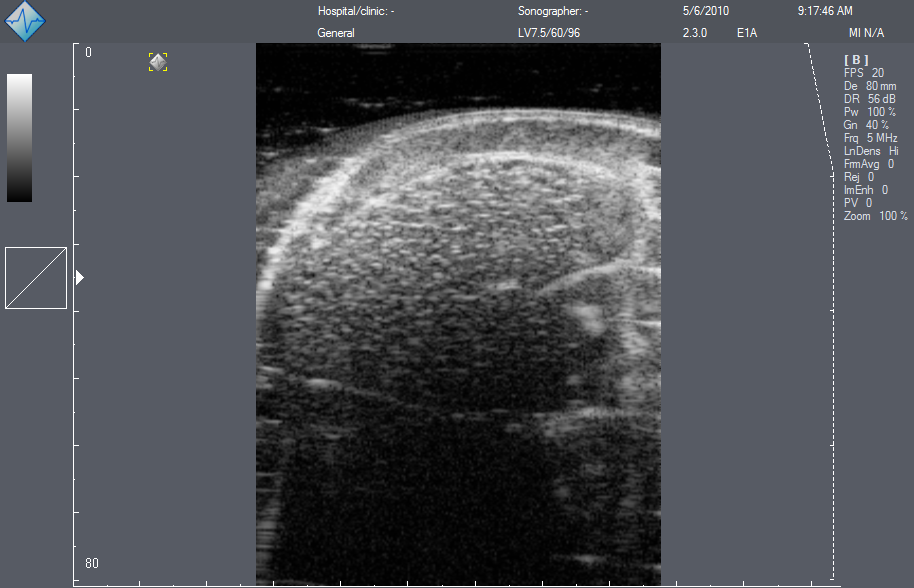 Hospital/clinic: - Sonographer: - 5/6/2010 9:17:46 AM
General LV7.5/60/96 2.3.0 E1A MI N/A
0
[ B ]
FPS 20
De 80 mm
DR 56 dB
Pw 100 %
Gn 40 %
Frq 5 MHz
LnDens Hi
FrmAvg 0
Rej 0
ImEnh 0
PV 0
Zoom 100 %
80